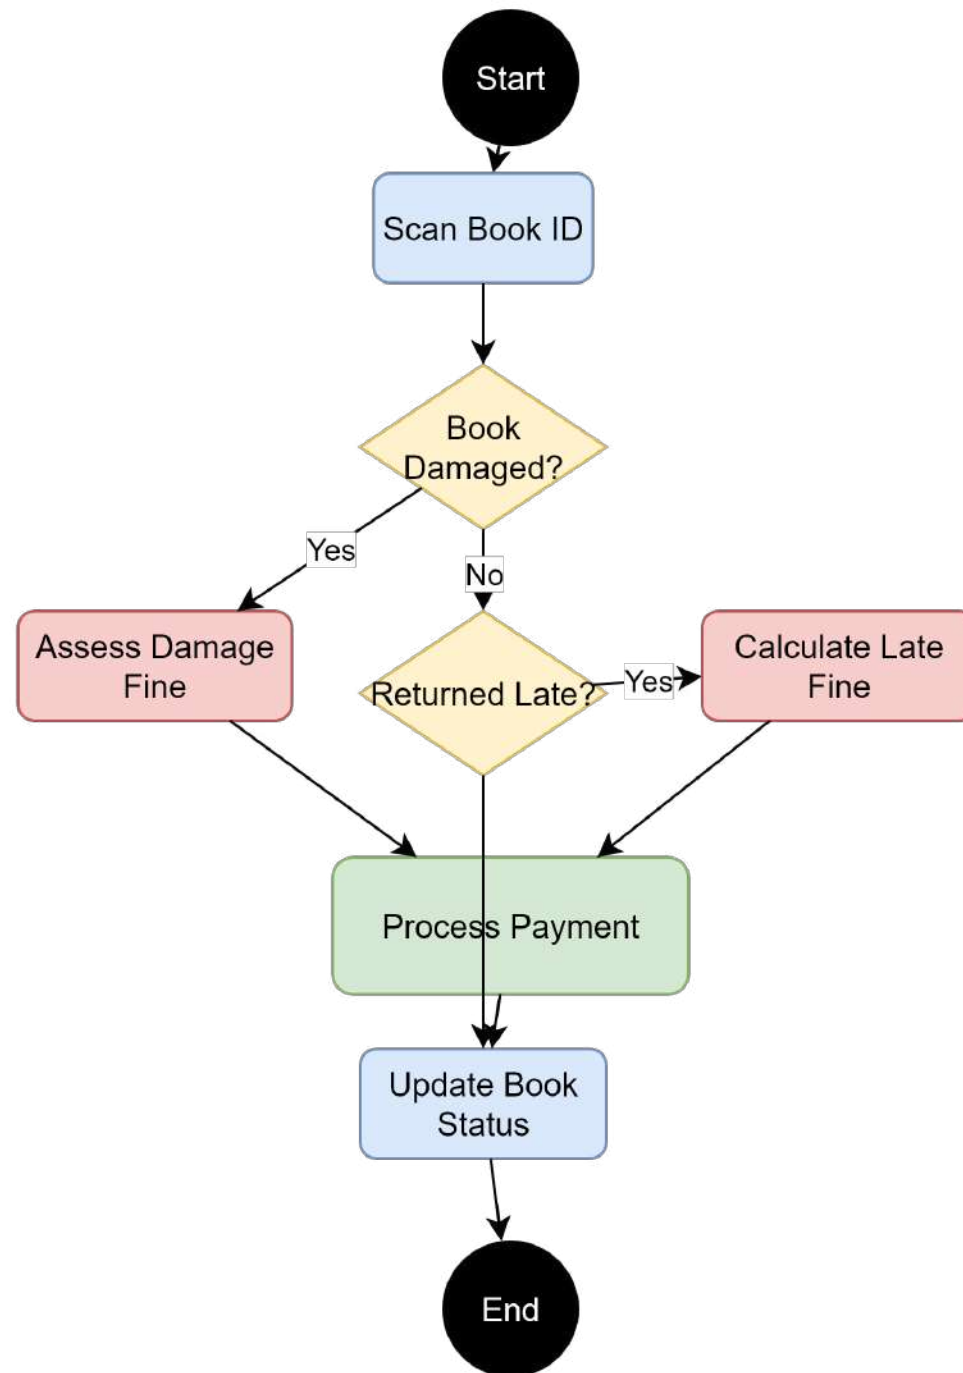 Start
Scan Book ID
Book
Damaged?
Yes
No
Assess Damage
Fine
Returned Late?
Yes
Calculate Late
Fine
Process Payment
Update Book
Status
End